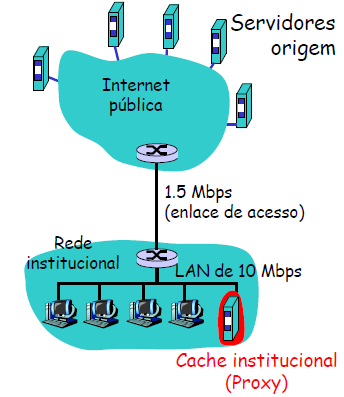 Servidores
origem
Internet
pública
1.5 Mbps
(enlace de acesso)
Rede
institucional
LAN de 10 Mbps
Cache institucional
(Proxy)